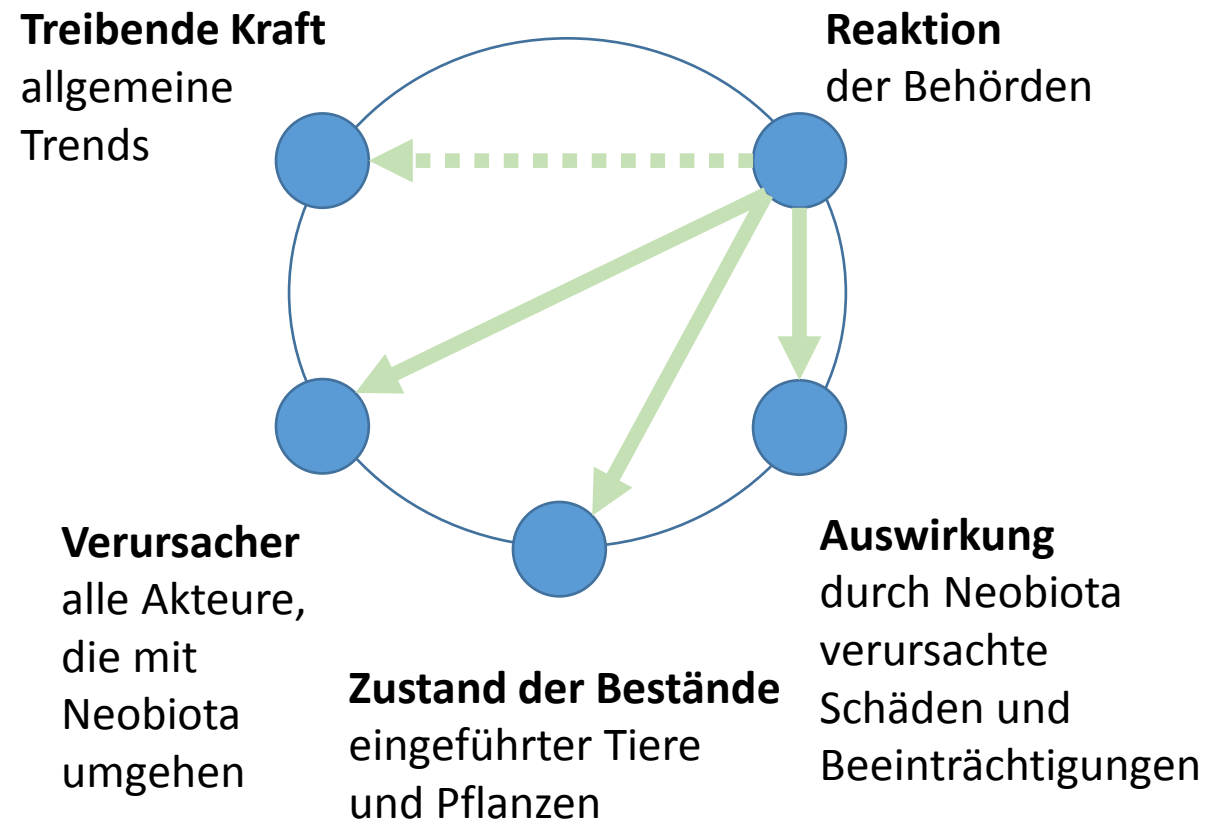 Treibende Kraft
allgemeine
Trends
Reaktion
der Behörden
Verursacher
alle Akteure,
die mit
Neobiota
umgehen
Zustand der Bestände
eingeführter Tiere
und Pflanzen
Auswirkung
durch Neobiota
verursachte
Schäden und
Beeinträchtigungen